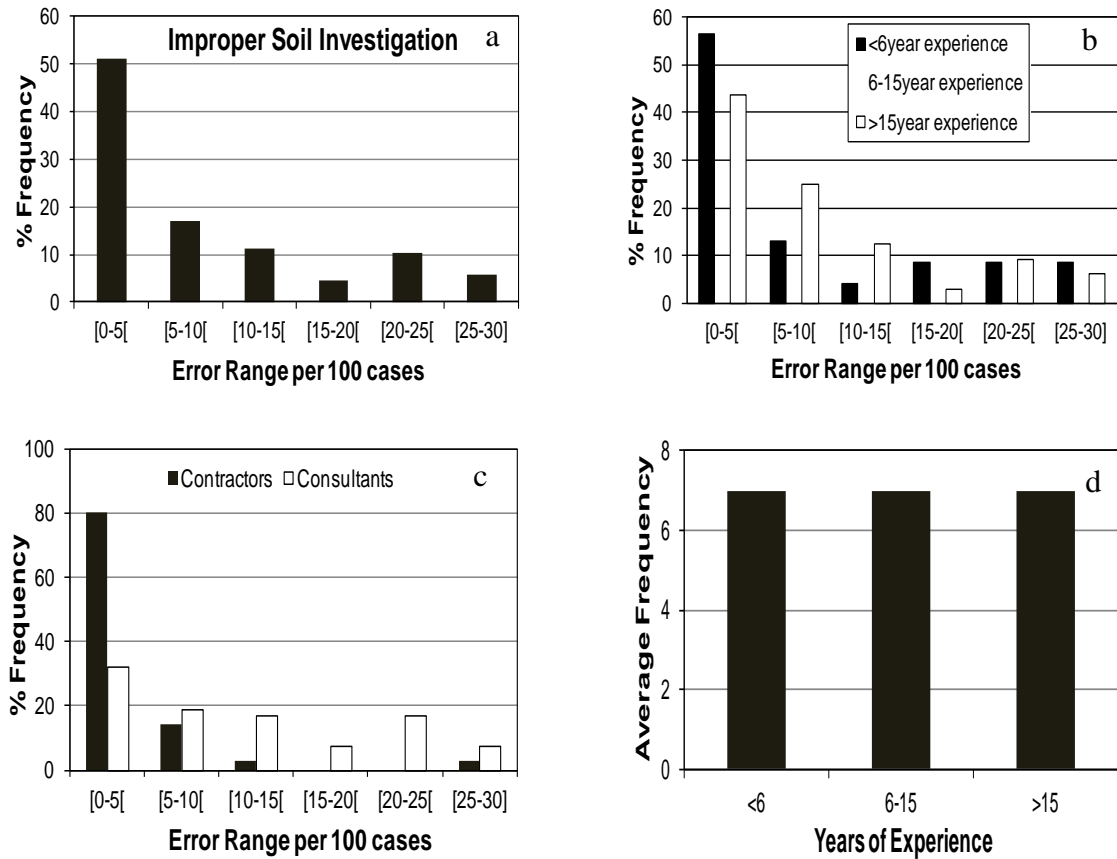 Improper Soil Investigation
a
% Frequency
60
50
40
30
20
10
0
[0-5[ [5-10[ [10-15[ [15-20[ [20-25[ [25-30]
Error Range per 100 cases
b
<6year experience
6-15year experience
>15year experience
% Frequency
60
50
40
30
20
10
0
[0-5[ [5-10[ [10-15[ [15-20[ [20-25[ [25-30]
Error Range per 100 cases
Contractors Consultants
c
% Frequency
100
80
60
40
20
0
[0-5[ [5-10[ [10-15[ [15-20[ [20-25[ [25-30]
Error Range per 100 cases
d
Average Frequency
8
6
4
2
0
<6 6-15 >15
Years of Experience